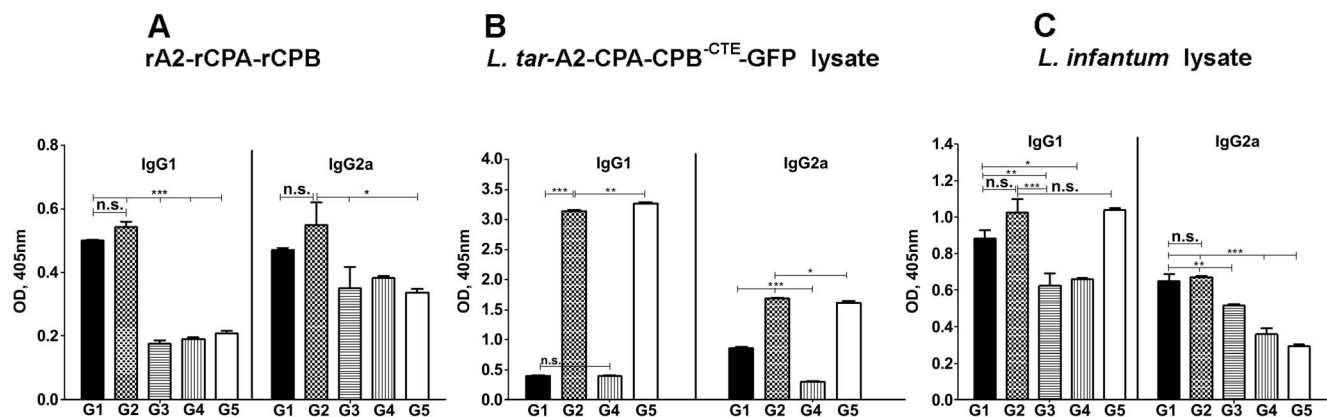 A
rA2-rCPA-rCPB
IgG1
IgG2a
OD, 405nm
0.8
0.6
0.4
0.2
0.0
n.s.
***
n.s.
*
G1 G2 G3 G4 G5 G1 G2 G3 G4 G5
B
L. tar-A2-CPA-CPB-CTE-GFP lysate
IgG1
IgG2a
OD, 405nm
4.0
3.5
3.0
2.5
2.0
1.5
1.0
0.5
0.0
***
**
n.s.
*
***
G1 G2 G4 G5 G1 G2 G4 G5
C
L. infantum lysate
IgG1
IgG2a
OD, 405nm
1.4
1.2
1.0
0.8
0.6
0.4
0.2
0.0
*
**
n.s.
***
n.s.
n.s.
***
**
G1 G2 G3 G4 G5 G1 G2 G3 G4 G5